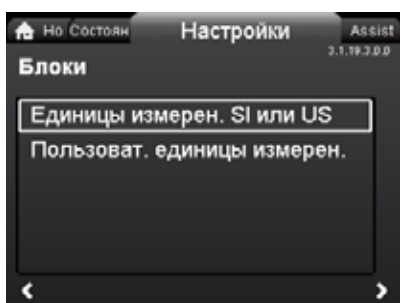 Но Состоян Настройки Assist
3.1.19.3.0.0
Блоки
Единицы измерен. SI или US
Пользоват. единицы измерен.